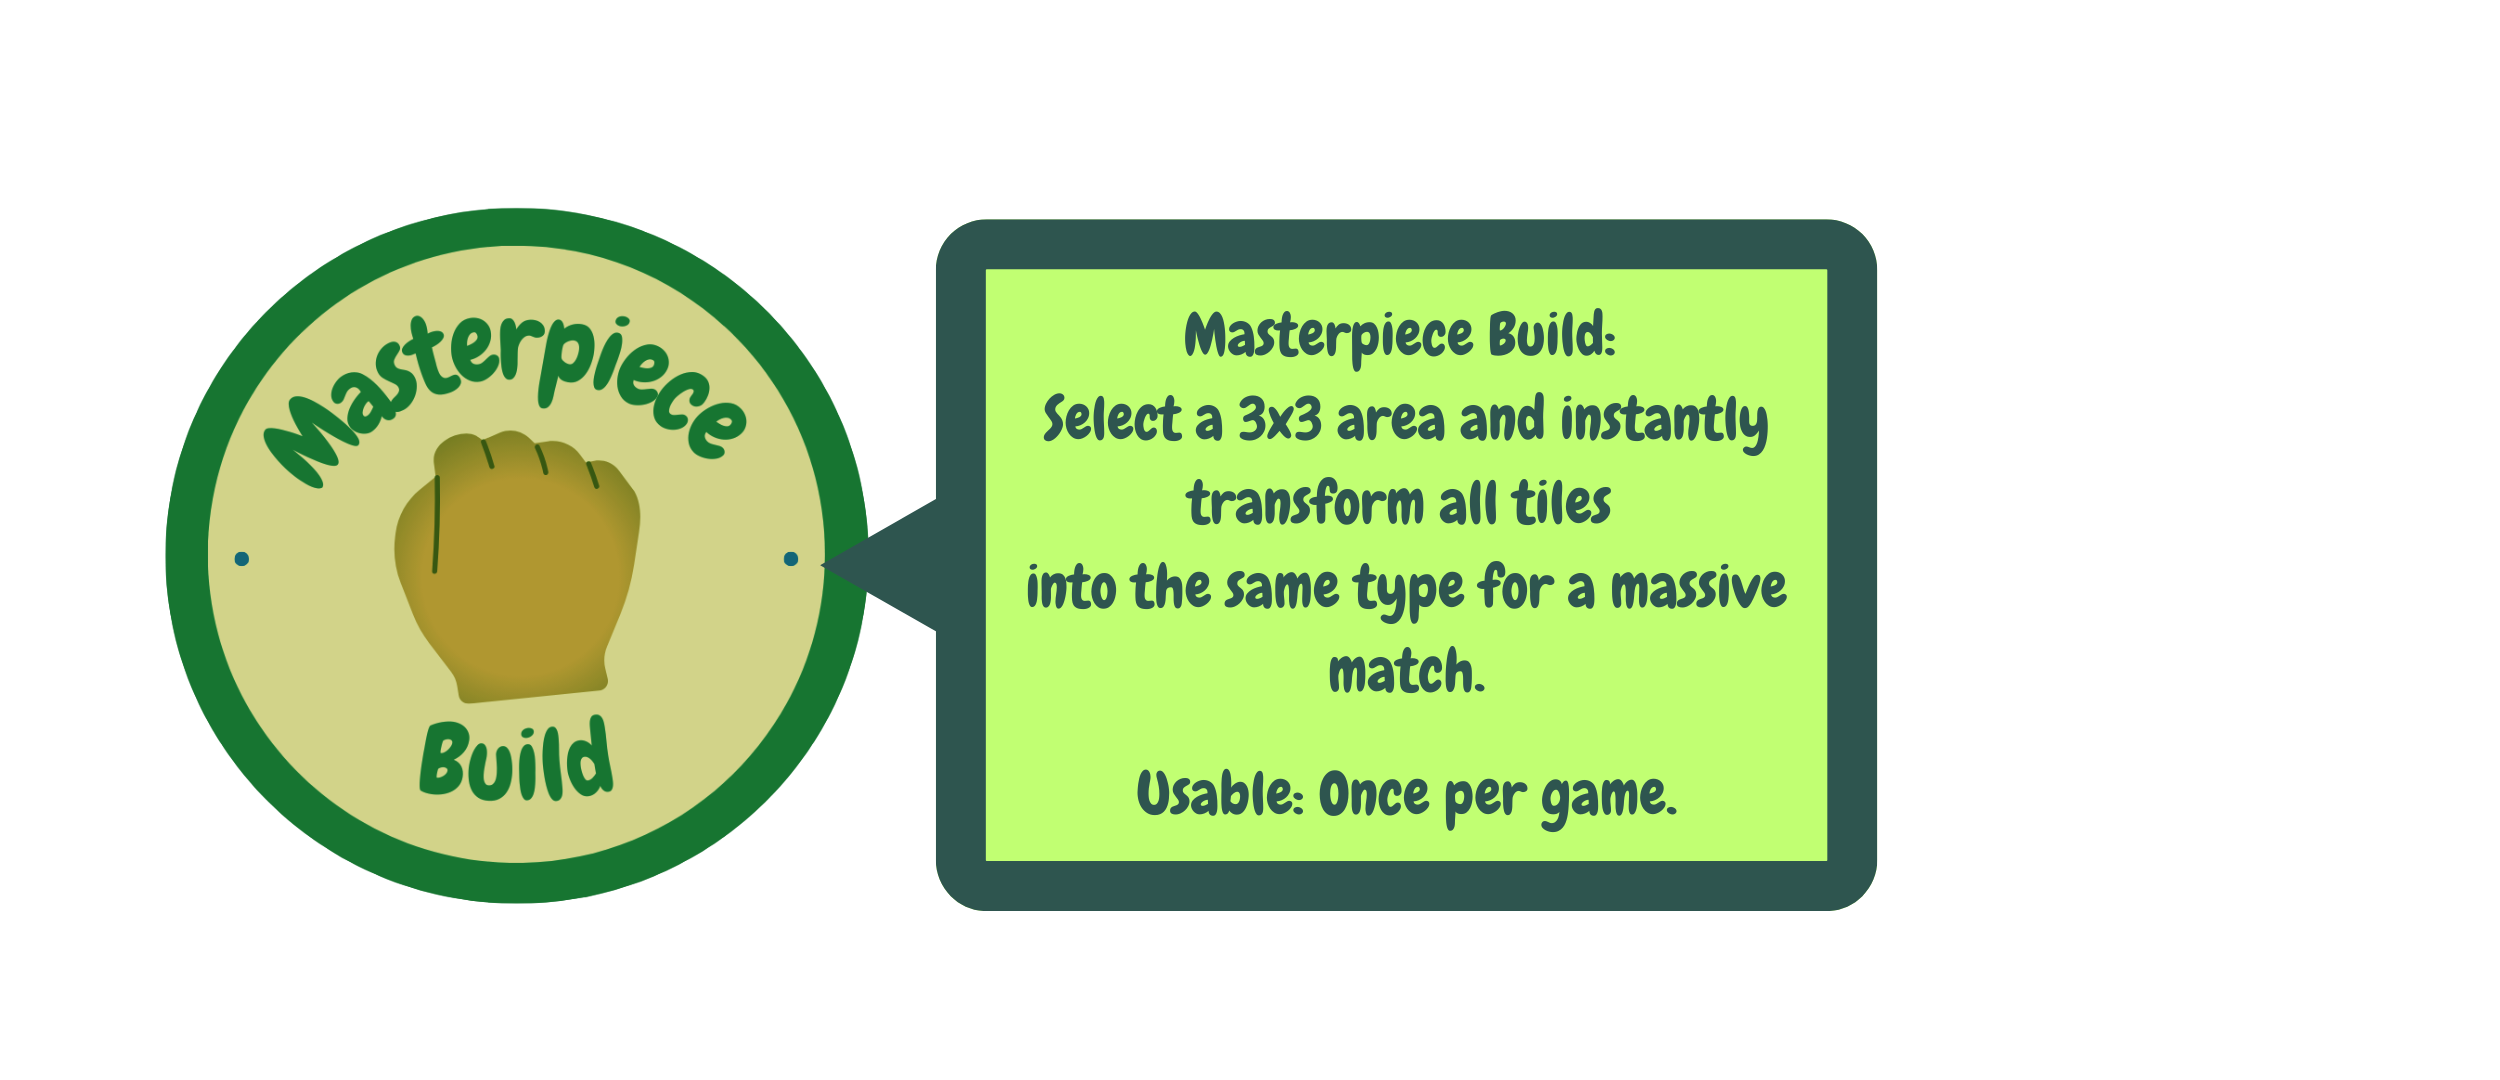 Masterpiece
Build
Masterpiece Build:
Select a 3x3 area and instantly
transform all tiles
into the same type for a massive
match.
Usable: Once per game.